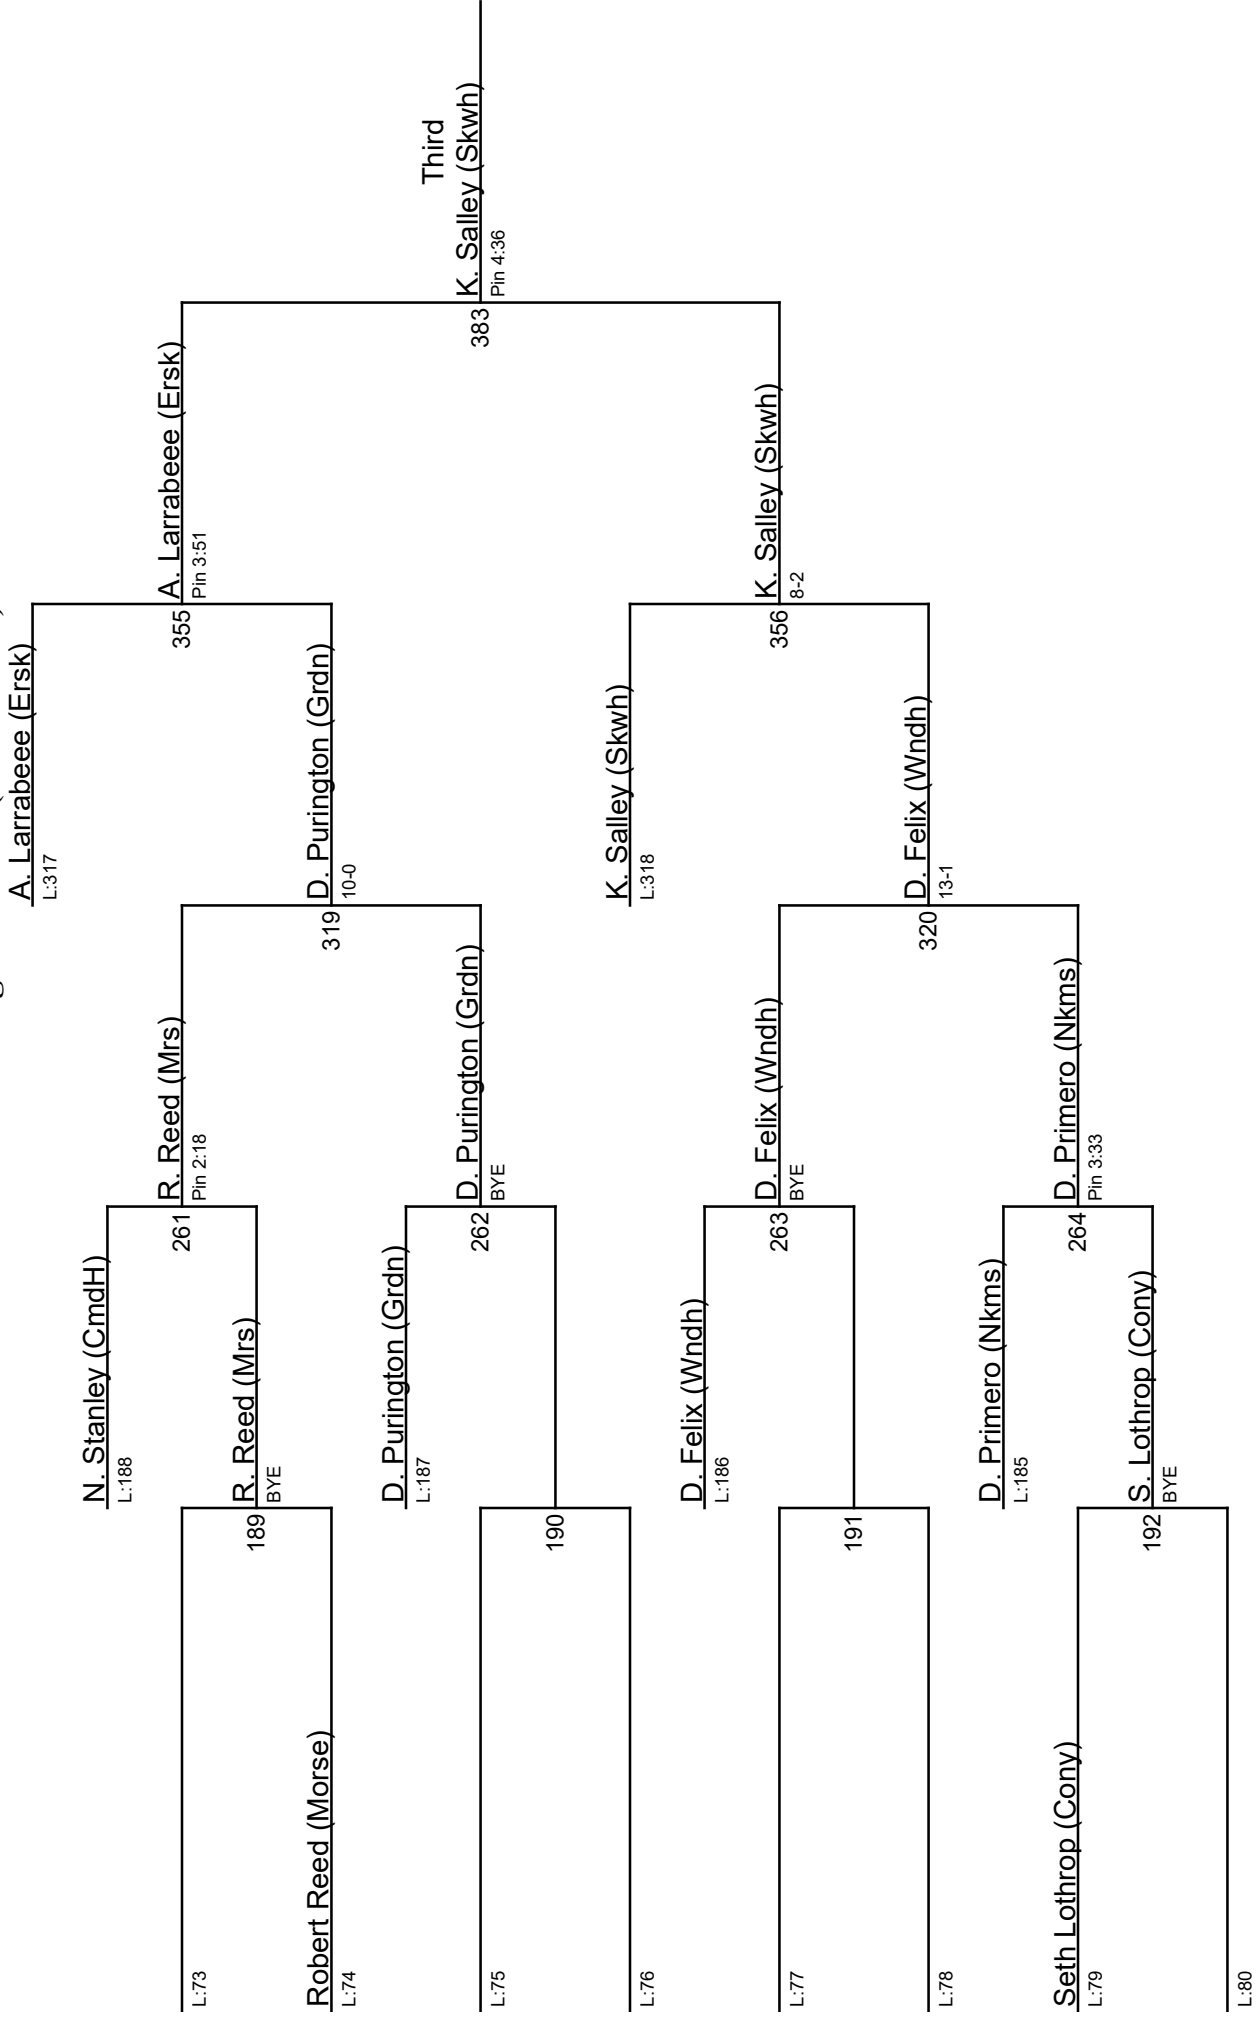 L:73
Robert Reed (Morse)
L:74
L:75
L:76
L:77
L:78
Seth Lothrop (Cony)
L:79
L:80
N. Stanley (CmdH)
L:188
189
R. Reed (Mrs)
BYE
D. Purington (Grdn)
L:187
190
D. Felix (Wndh)
L:186
191
D. Primero (Nkms)
L:185
192
S. Lothrop (Cony)
BYE
261
R. Reed (Mrs)
Pin 2:18
262
D. Purington (Grdn)
BYE
263
D. Felix (Wndh)
BYE
264
D. Primero (Nkms)
Pin 3:33
A. Larrabeee (Ersk)
L:317
319
D. Purington (Grdn)
10-0
K. Salley (Skwh)
L:318
320
D. Felix (Wndh)
13-1
355
A. Larrabeee (Ersk)
Pin 3:51
356
K. Salley (Skwh)
8-2
383
Third
K. Salley (Skwh)
Pin 4:36